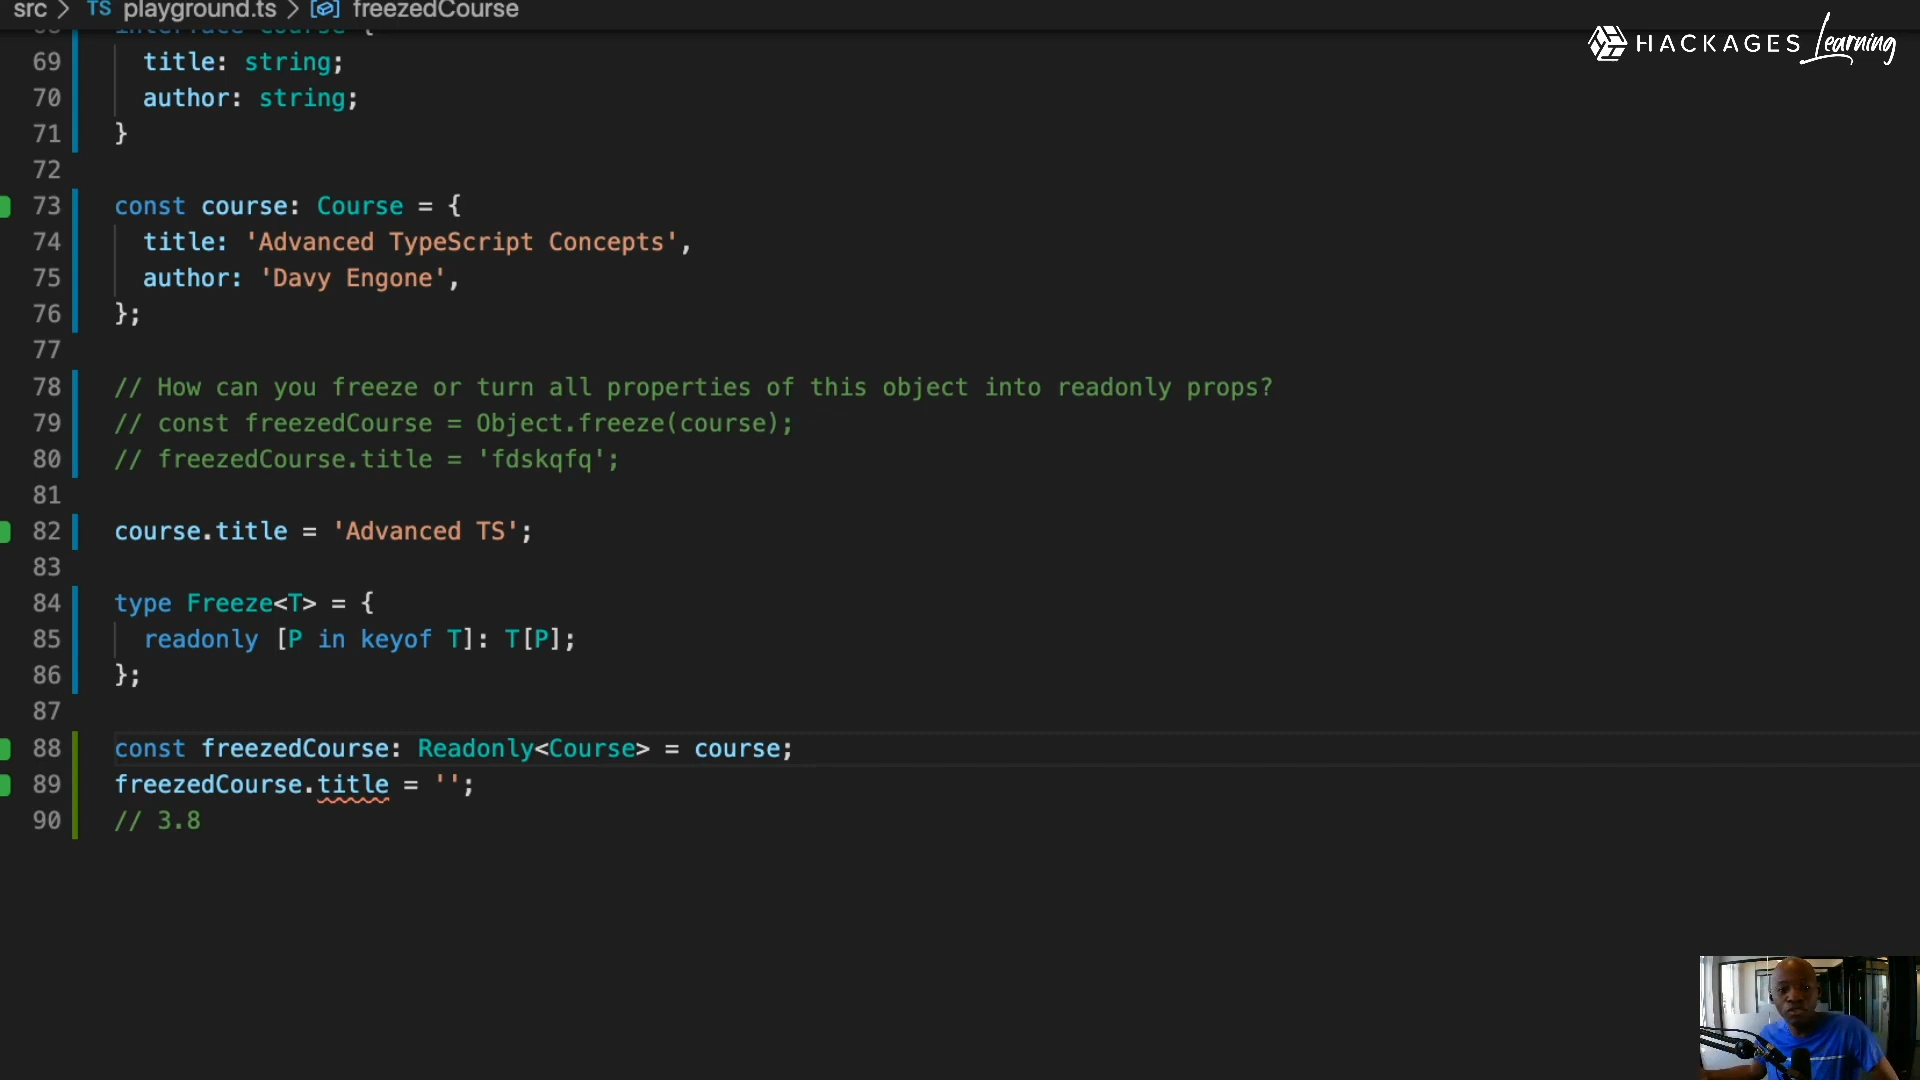 src > TS playground.ts > freezedCourse
HACKAGES Learning
68 interface Course {
69 title: string;
70 author: string;
71 }
72
73 const course: Course = {
74 title: 'Advanced TypeScript Concepts',
75 author: 'Davy Engone',
76 };
77
78 // How can you freeze or turn all properties of this object into readonly props?
79 // const freezedCourse = Object.freeze(course);
80 // freezedCourse.title = 'fdskqfq';
81
82 course.title = 'Advanced TS';
83
84 type Freeze<T> = {
85 readonly [P in keyof T]: T[P];
86 };
87
88 const freezedCourse: Readonly<Course> = course;
89 freezedCourse.title = '';
90 // 3.8